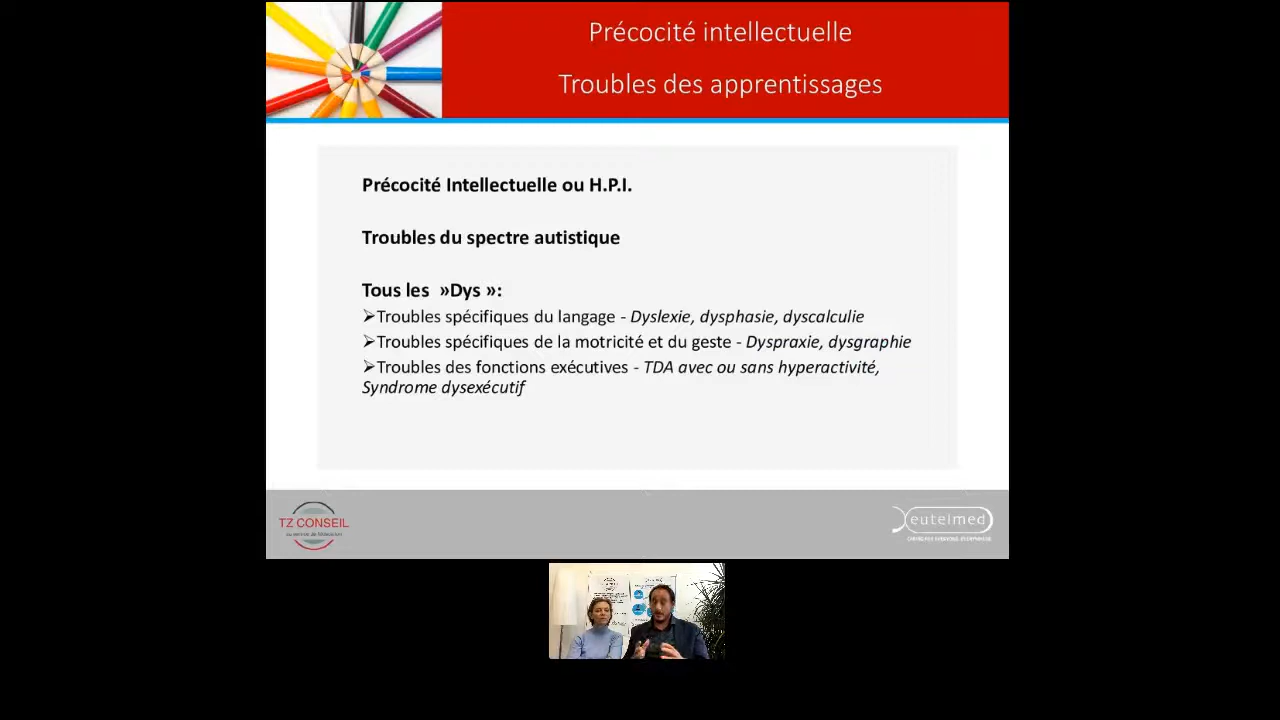 Précocité intellectuelle
Troubles des apprentissages
Précocité Intellectuelle ou H.P.I.
Troubles du spectre autistique
Tous les  »Dys »:
➢Troubles spécifiques du langage - Dyslexie, dysphasie, dyscalculie
➢Troubles spécifiques de la motricité et du geste - Dyspraxie, dysgraphie
➢Troubles des fonctions exécutives - TDA avec ou sans hyperactivité,
Syndrome dysexécutif
TZ CONSEIL
eutelmed